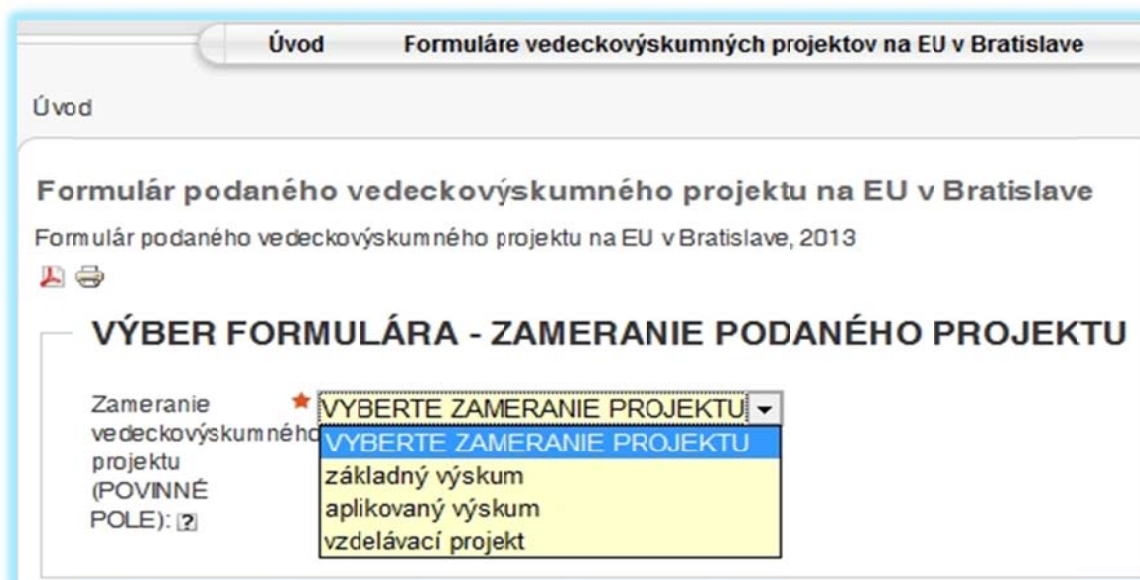 Úvod Formuláre vedeckovýskumných projektov na EU v Bratislave
Úvod
Formulár podaného vedeckovýskumného projektu na EU v Bratislave
Formulár podaného vedeckovýskumného projektu na EU v Bratislave, 2013
VÝBER FORMULÁRA - ZAMERANIE PODANÉHO PROJEKTU
Zameranie
vedeckovýskumného
projektu
(POVINNÉ
POLE): ?
VYBERTE ZAMERANIE PROJEKTU
VYBERTE ZAMERANIE PROJEKTU
základný výskum
aplikovaný výskum
vzdelávací projekt